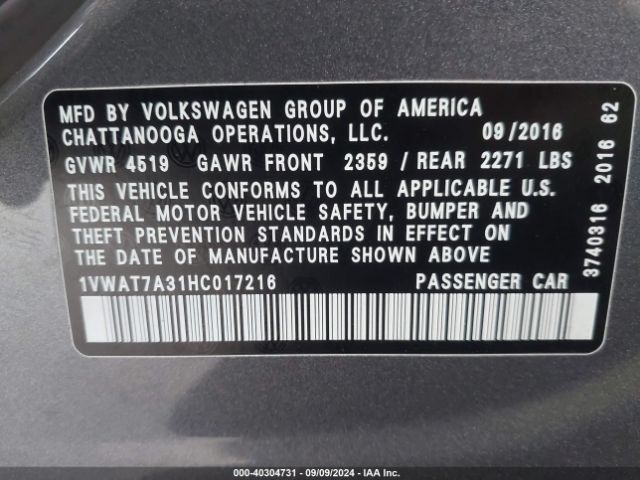 MFD BY VOLKSWAGEN GROUP OF AMERICA
CHATTANOOGA OPERATIONS, LLC. 09/2016
GVWR 4519 GAWR FRONT 2359 / REAR 2271 LBS
THIS VEHICLE CONFORMS TO ALL APPLICABLE U.S.
FEDERAL MOTOR VEHICLE SAFETY, BUMPER AND
THEFT PREVENTION STANDARDS IN EFFECT ON THE
DATE OF MANUFACTURE SHOWN ABOVE
1VWAT7A31HC017216 PASSENGER CAR
3740316 2016 62
000-40304731 - 09/09/2024 - IAAI.COM